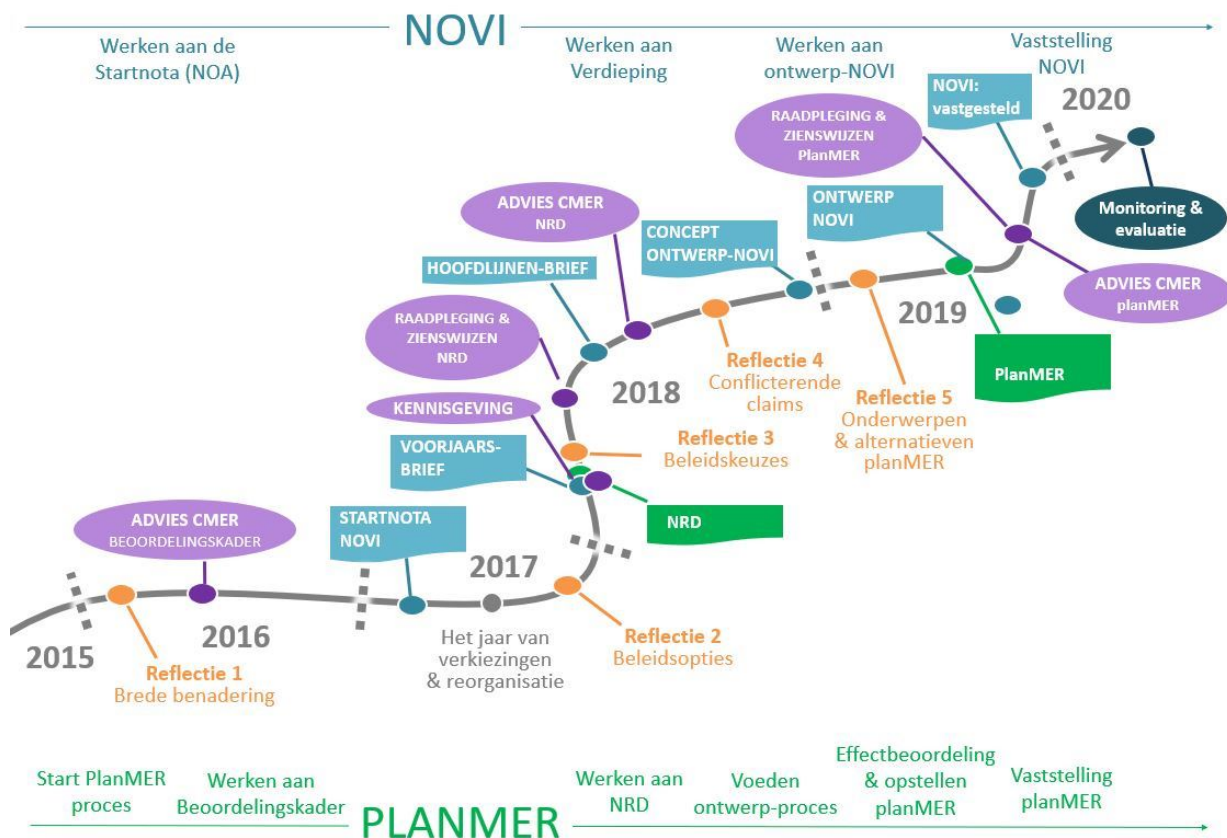 NOVI
Werken aan de
Startnota (NOA)
Werken aan
Verdieping
Werken aan
ontwerp-NOVI
Vaststelling
NOVI
2020
NOVI:
vastgesteld
RAADPLEGING &
ZIENSWIJZEN
PlanMER
ADVIES CMER
NRD
CONCEPT
ONTWERP-NOVI
ONTWERP
NOVI
Monitoring &
evaluatie
HOOFDLIJNEN-BRIEF
ADVIES CMER
planMER
2019
RAADPLEGING &
ZIENSWIJZEN
NRD
Reflectie 4
Conflicterende
claims
PlanMER
Reflectie 5
Onderwerpen
& alternatieven
planMER
2018
KENNISGEVING
Reflectie 3
Beleidskeuzes
VOORJAARS-
BRIEF
ADVIES CMER
BEOORDELINGSKADER
STARTNOTA
NOVI
NRD
2017
2016
2015
Het jaar van
verkiezingen
& reorganisatie
Reflectie 2
Beleidsopties
Reflectie 1
Brede benadering
Start PlanMER
proces
Werken aan
Beoordelingskader
Werken aan
NRD
Voeden
ontwerp-proces
Effectbeoordeling
& opstellen
planMER
Vaststelling
planMER
PLANMER